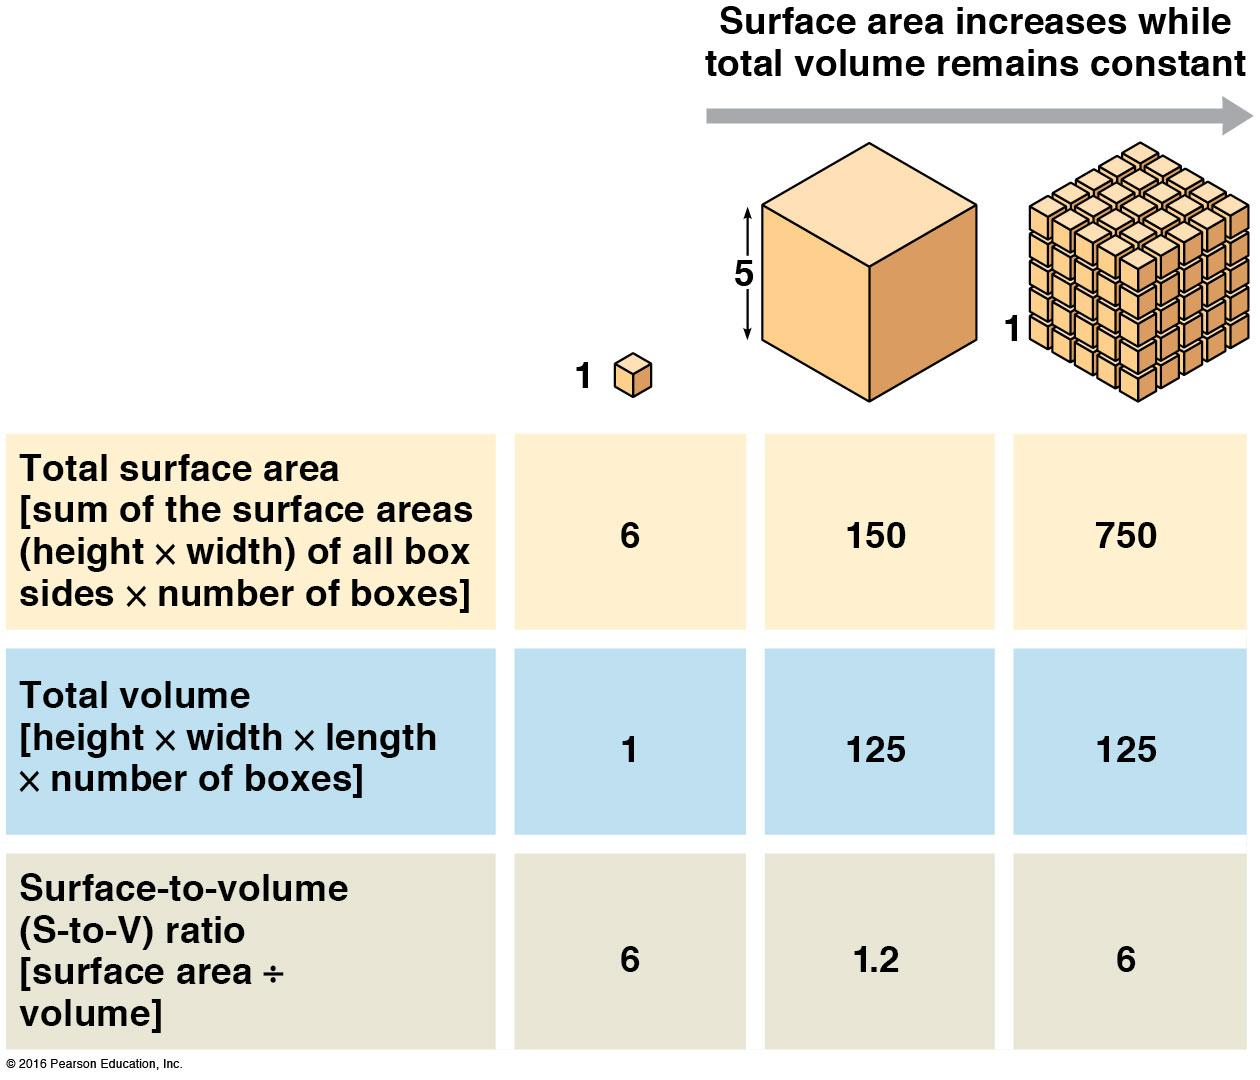 Surface area increases while
total volume remains constant
5
1
1
Total surface area
[sum of the surface areas
(height × width) of all box
sides × number of boxes]
6
150
750
Total volume
[height × width × length
× number of boxes]
1
125
125
Surface-to-volume
(S-to-V) ratio
[surface area ÷
volume]
6
1.2
6
© 2016 Pearson Education, Inc.